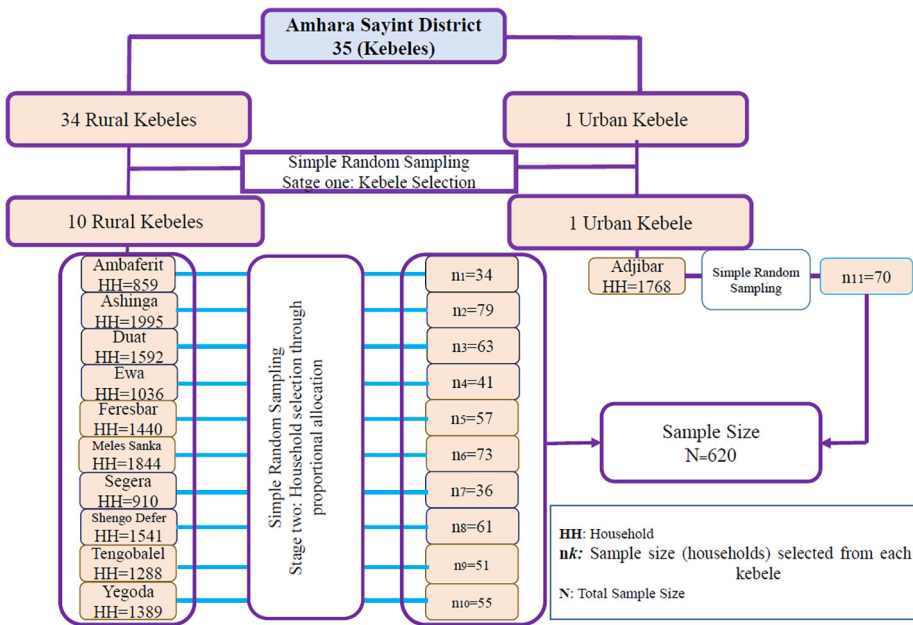 Amhara Sayint District
35 (Kebeles)
34 Rural Kebeles
1 Urban Kebele
Simple Random Sampling
Satge one: Kebele Selection
10 Rural Kebeles
1 Urban Kebele
Ambaferit
HH=859
Ashinga
HH=1995
Duat
HH=1592
Ewa
HH=1036
Feresbar
HH=1440
Meles Sanka
HH=1844
Segera
HH=910
Shengo Defer
HH=1541
Tengobalel
HH=1288
Yegoda
HH=1389
Simple Random Sampling
Stage two: Household selection through
proportional allocation
n1=34
n2=79
n3=63
n4=41
n5=57
n6=73
n7=36
n8=61
n9=51
n10=55
Adjibar
HH=1768
Simple Random
Sampling
n11=70
Sample Size
N=620
HH: Household
nk: Sample size (households) selected from each
kebele
N: Total Sample Size